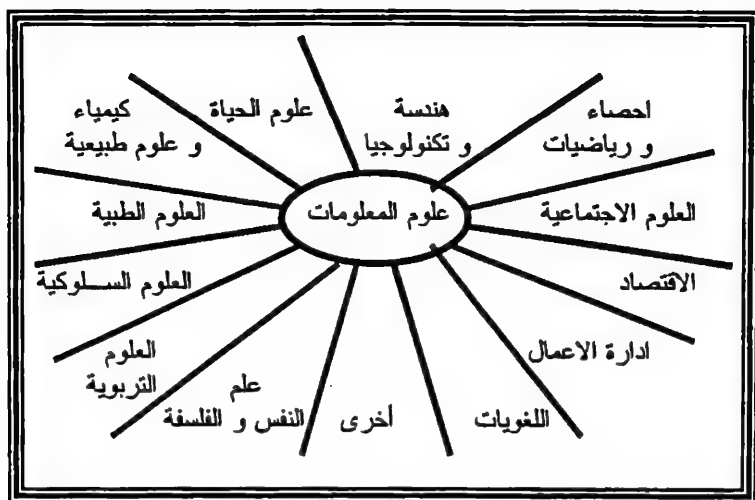 احصاء
و رياضيات
هندسة
و تكنولوجيا
علوم الحياة
كيمياء
و علوم طبيعية
العلوم الاجتماعية
علوم المعلومات
العلوم الطبية
الاقتصاد
العلوم السلوكية
ادارة الاعمال
العلوم
التربوية
علم
النفس و الفلسفة
أخرى
اللغويات